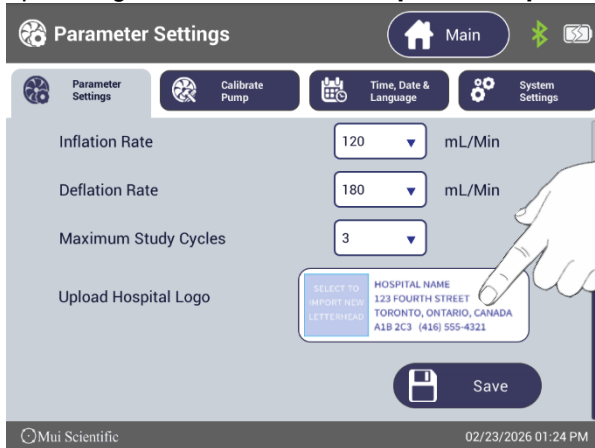 Parameter Settings
Main
Parameter
Settings
Calibrate
Pump
Time, Date &
Language
System
Settings
Inflation Rate
120
mL/Min
Deflation Rate
180
mL/Min
Maximum Study Cycles
3
Upload Hospital Logo
SELECT TO
IMPORT NEW
LETTERHEAD
HOSPITAL NAME
123 FOURTH STREET
TORONTO, ONTARIO, CANADA
A1B 2C3 (416) 555-4321
Save
Mui Scientific
02/23/2026 01:24 PM